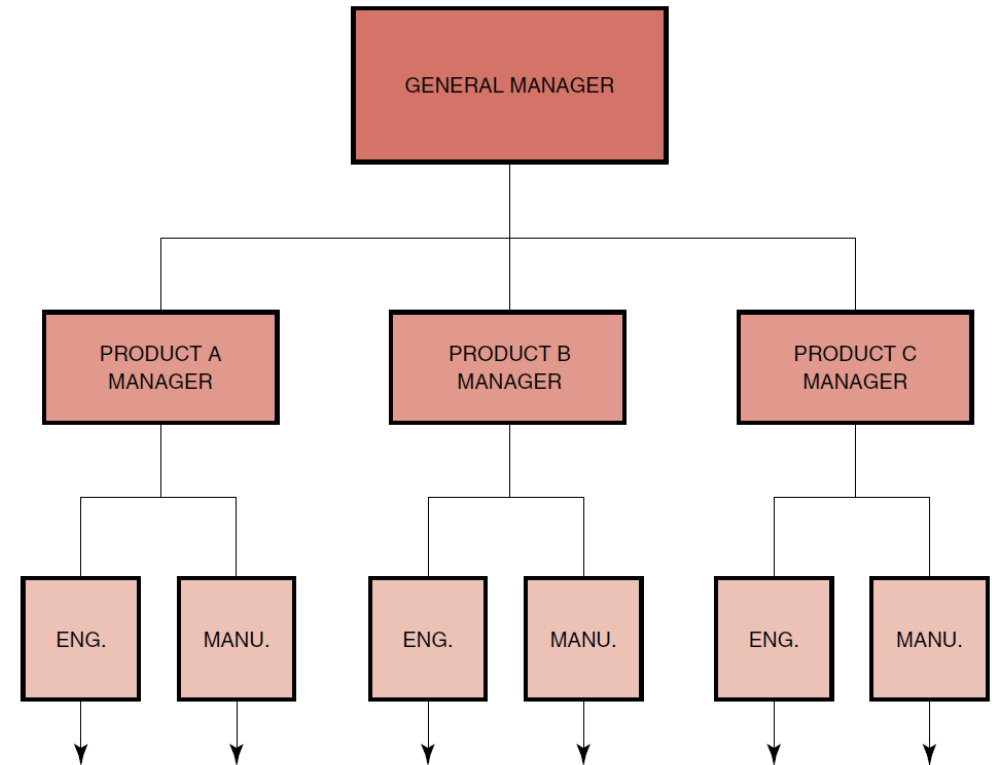 GENERAL MANAGER
PRODUCT A
MANAGER
PRODUCT B
MANAGER
PRODUCT C
MANAGER
ENG.
MANU.
ENG.
MANU.
ENG.
MANU.